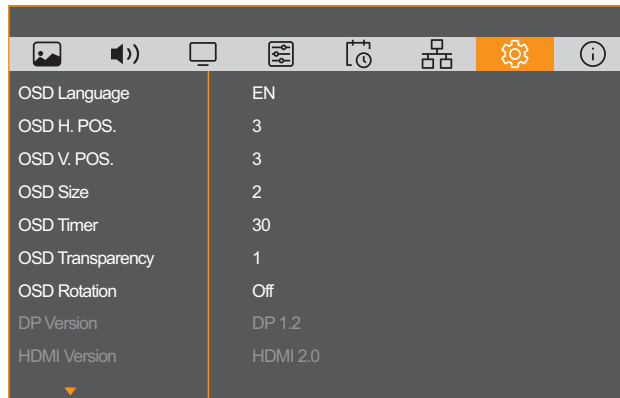 OSD Language EN
OSD H. POS. 3
OSD V. POS. 3
OSD Size 2
OSD Timer 30
OSD Transparency 1
OSD Rotation Off
DP Version DP 1.2
HDMI Version HDMI 2.0